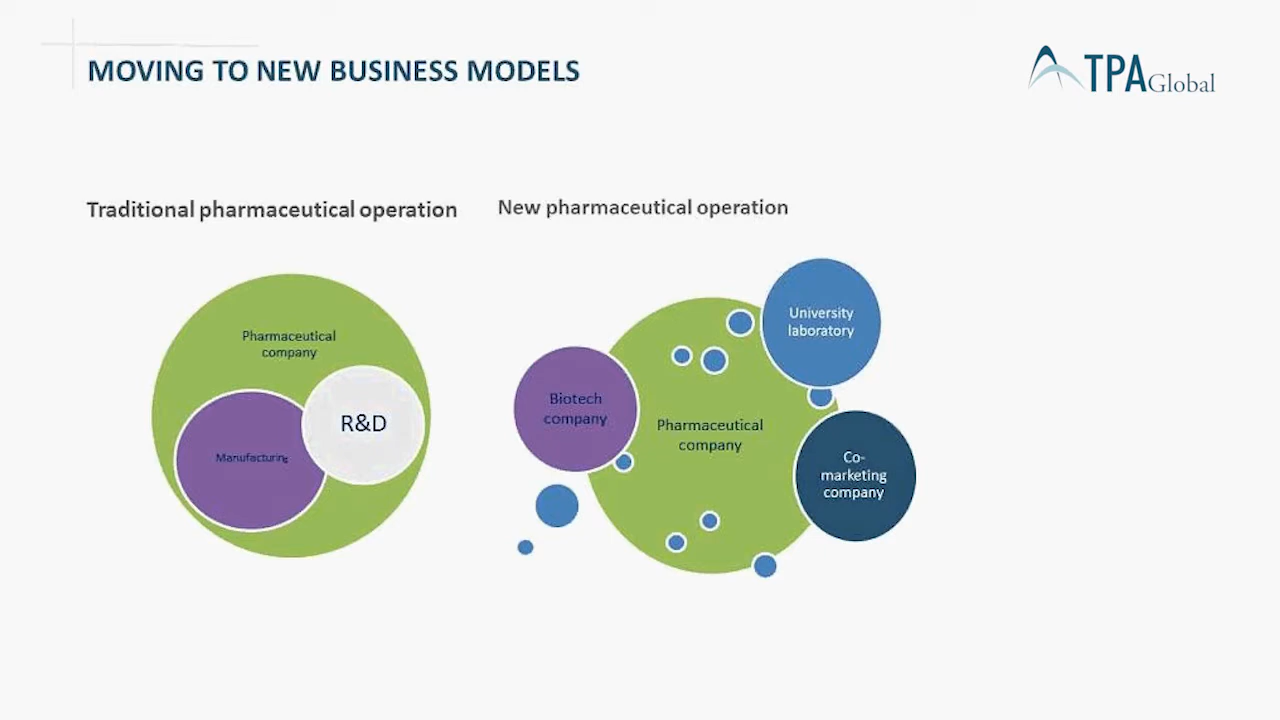 MOVING TO NEW BUSINESS MODELS
TPA Global
Traditional pharmaceutical operation
New pharmaceutical operation
Pharmaceutical
company
Manufacturing
R&D
University
laboratory
Biotech
company
Pharmaceutical
company
Co-
marketing
company